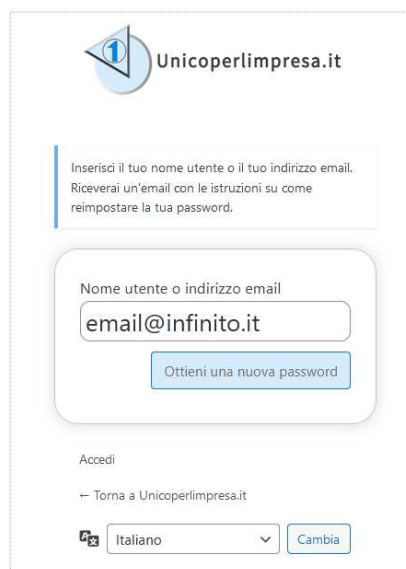 1
Unicoperlimpresa.it
Inserisci il tuo nome utente o il tuo indirizzo email.
Riceverai un'email con le istruzioni su come
reimpostare la tua password.
Nome utente o indirizzo email
email@infinito.it
Ottieni una nuova password
Accedi
← Torna a Unicoperlimpresa.it
Italiano
Cambia